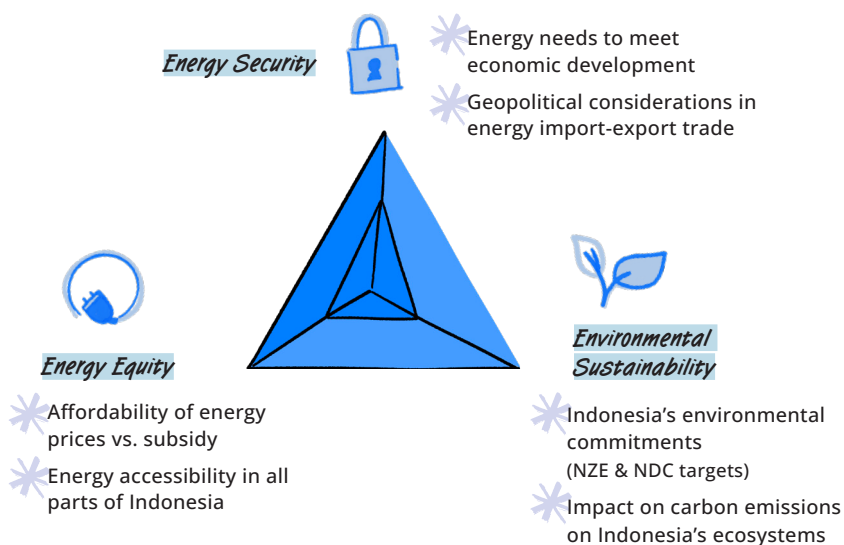 Energy Security
Energy needs to meet
economic development
Geopolitical considerations in
energy import-export trade
Energy Equity
Affordability of energy
prices vs. subsidy
Energy accessibility in all
parts of Indonesia
Environmental
Sustainability
Indonesia’s environmental
commitments
(NZE & NDC targets)
Impact on carbon emissions
on Indonesia’s ecosystems